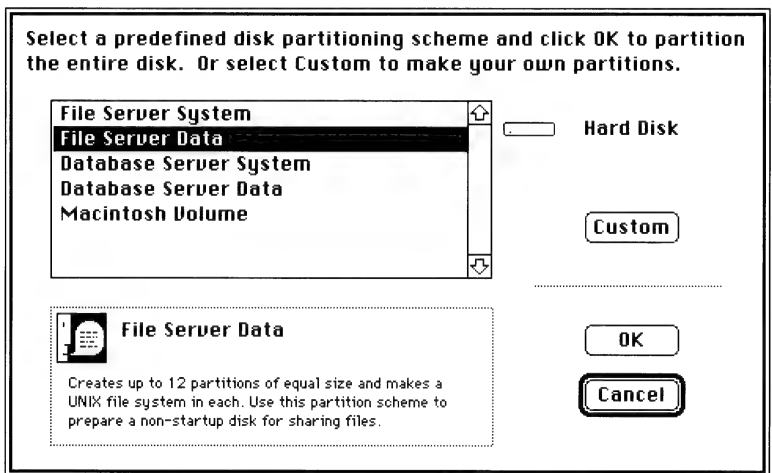 Select a predefined disk partitioning scheme and click OK to partition
the entire disk. Or select Custom to make your own partitions.
File Server System
File Server Data
Database Server System
Database Server Data
Macintosh Volume
Hard Disk
Custom
File Server Data
Creates up to 12 partitions of equal size and makes a
UNIX file system in each. Use this partition scheme to
prepare a non-startup disk for sharing files.
OK
Cancel